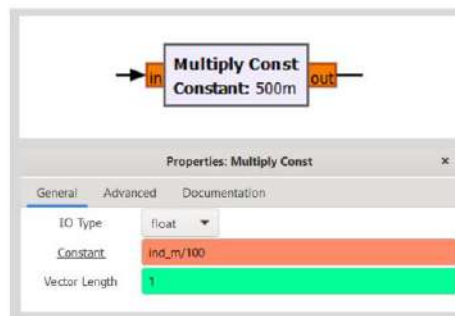 Multiply Const
in
Constant: 500m
out
Properties: Multiply Const
×
General Advanced Documentation
IO Type float
Constant ind_m/100
Vector Length 1